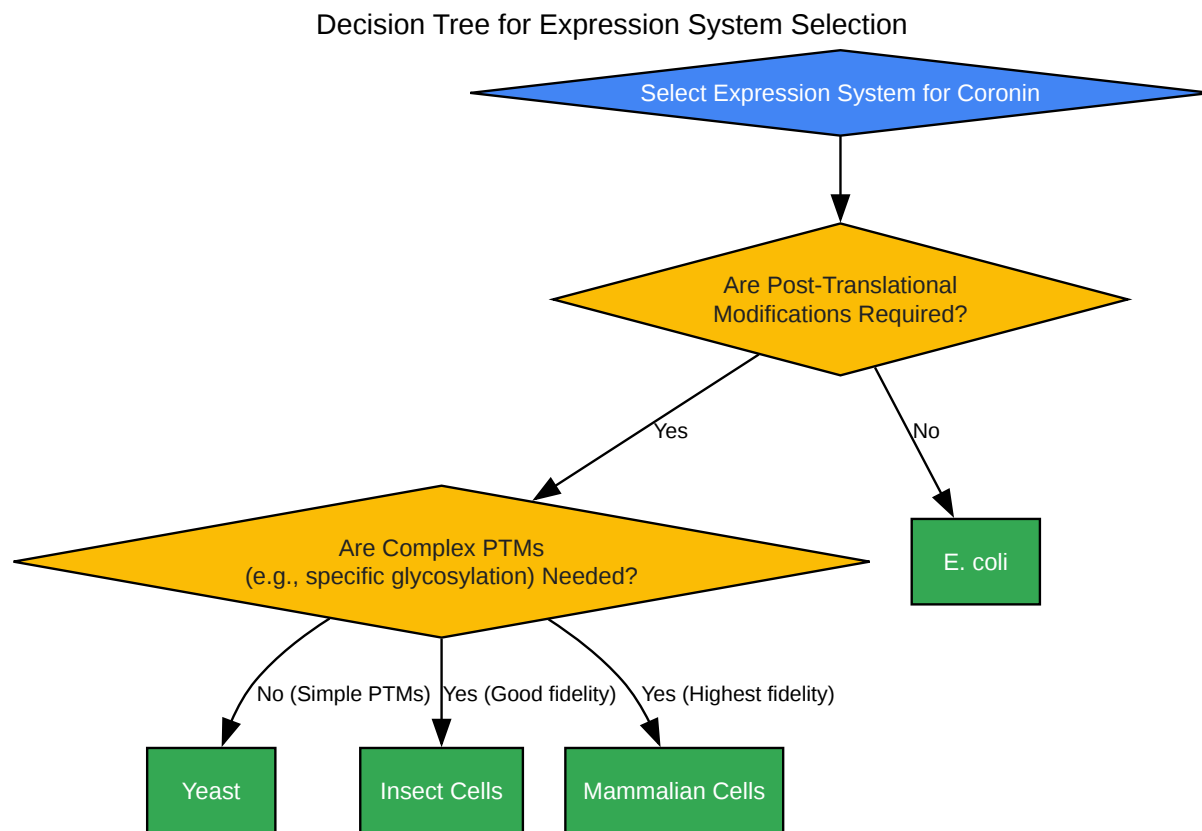 Decision Tree for Expression System Selection
Select Expression System for Coronin
Are Post-Translational
Modifications Required?
Yes
No
Are Complex PTMs
(e.g., specific glycosylation) Needed?
E. coli
No (Simple PTMs)
Yes (Good fidelity)
Yes (Highest fidelity)
Yeast
Insect Cells
Mammalian Cells